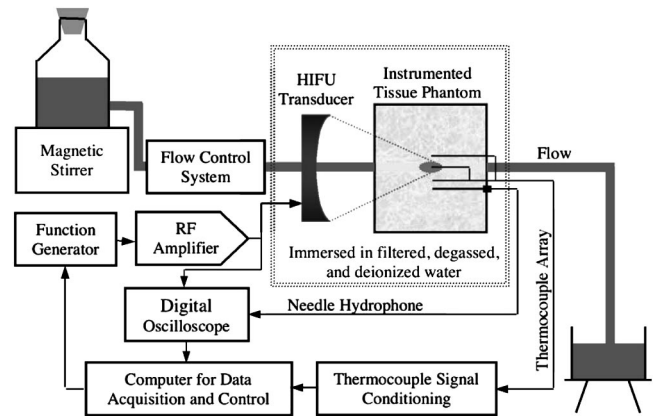 HIFU
Transducer
Instrumented
Tissue Phantom
Magnetic
Stirrer
Flow Control
System
Flow
Function
Generator
RF
Amplifier
Immersed in filtered, degassed,
and deionized water
Thermocouple Array
Digital
Oscilloscope
Needle Hydrophone
Computer for Data
Acquisition and Control
Thermocouple Signal
Conditioning